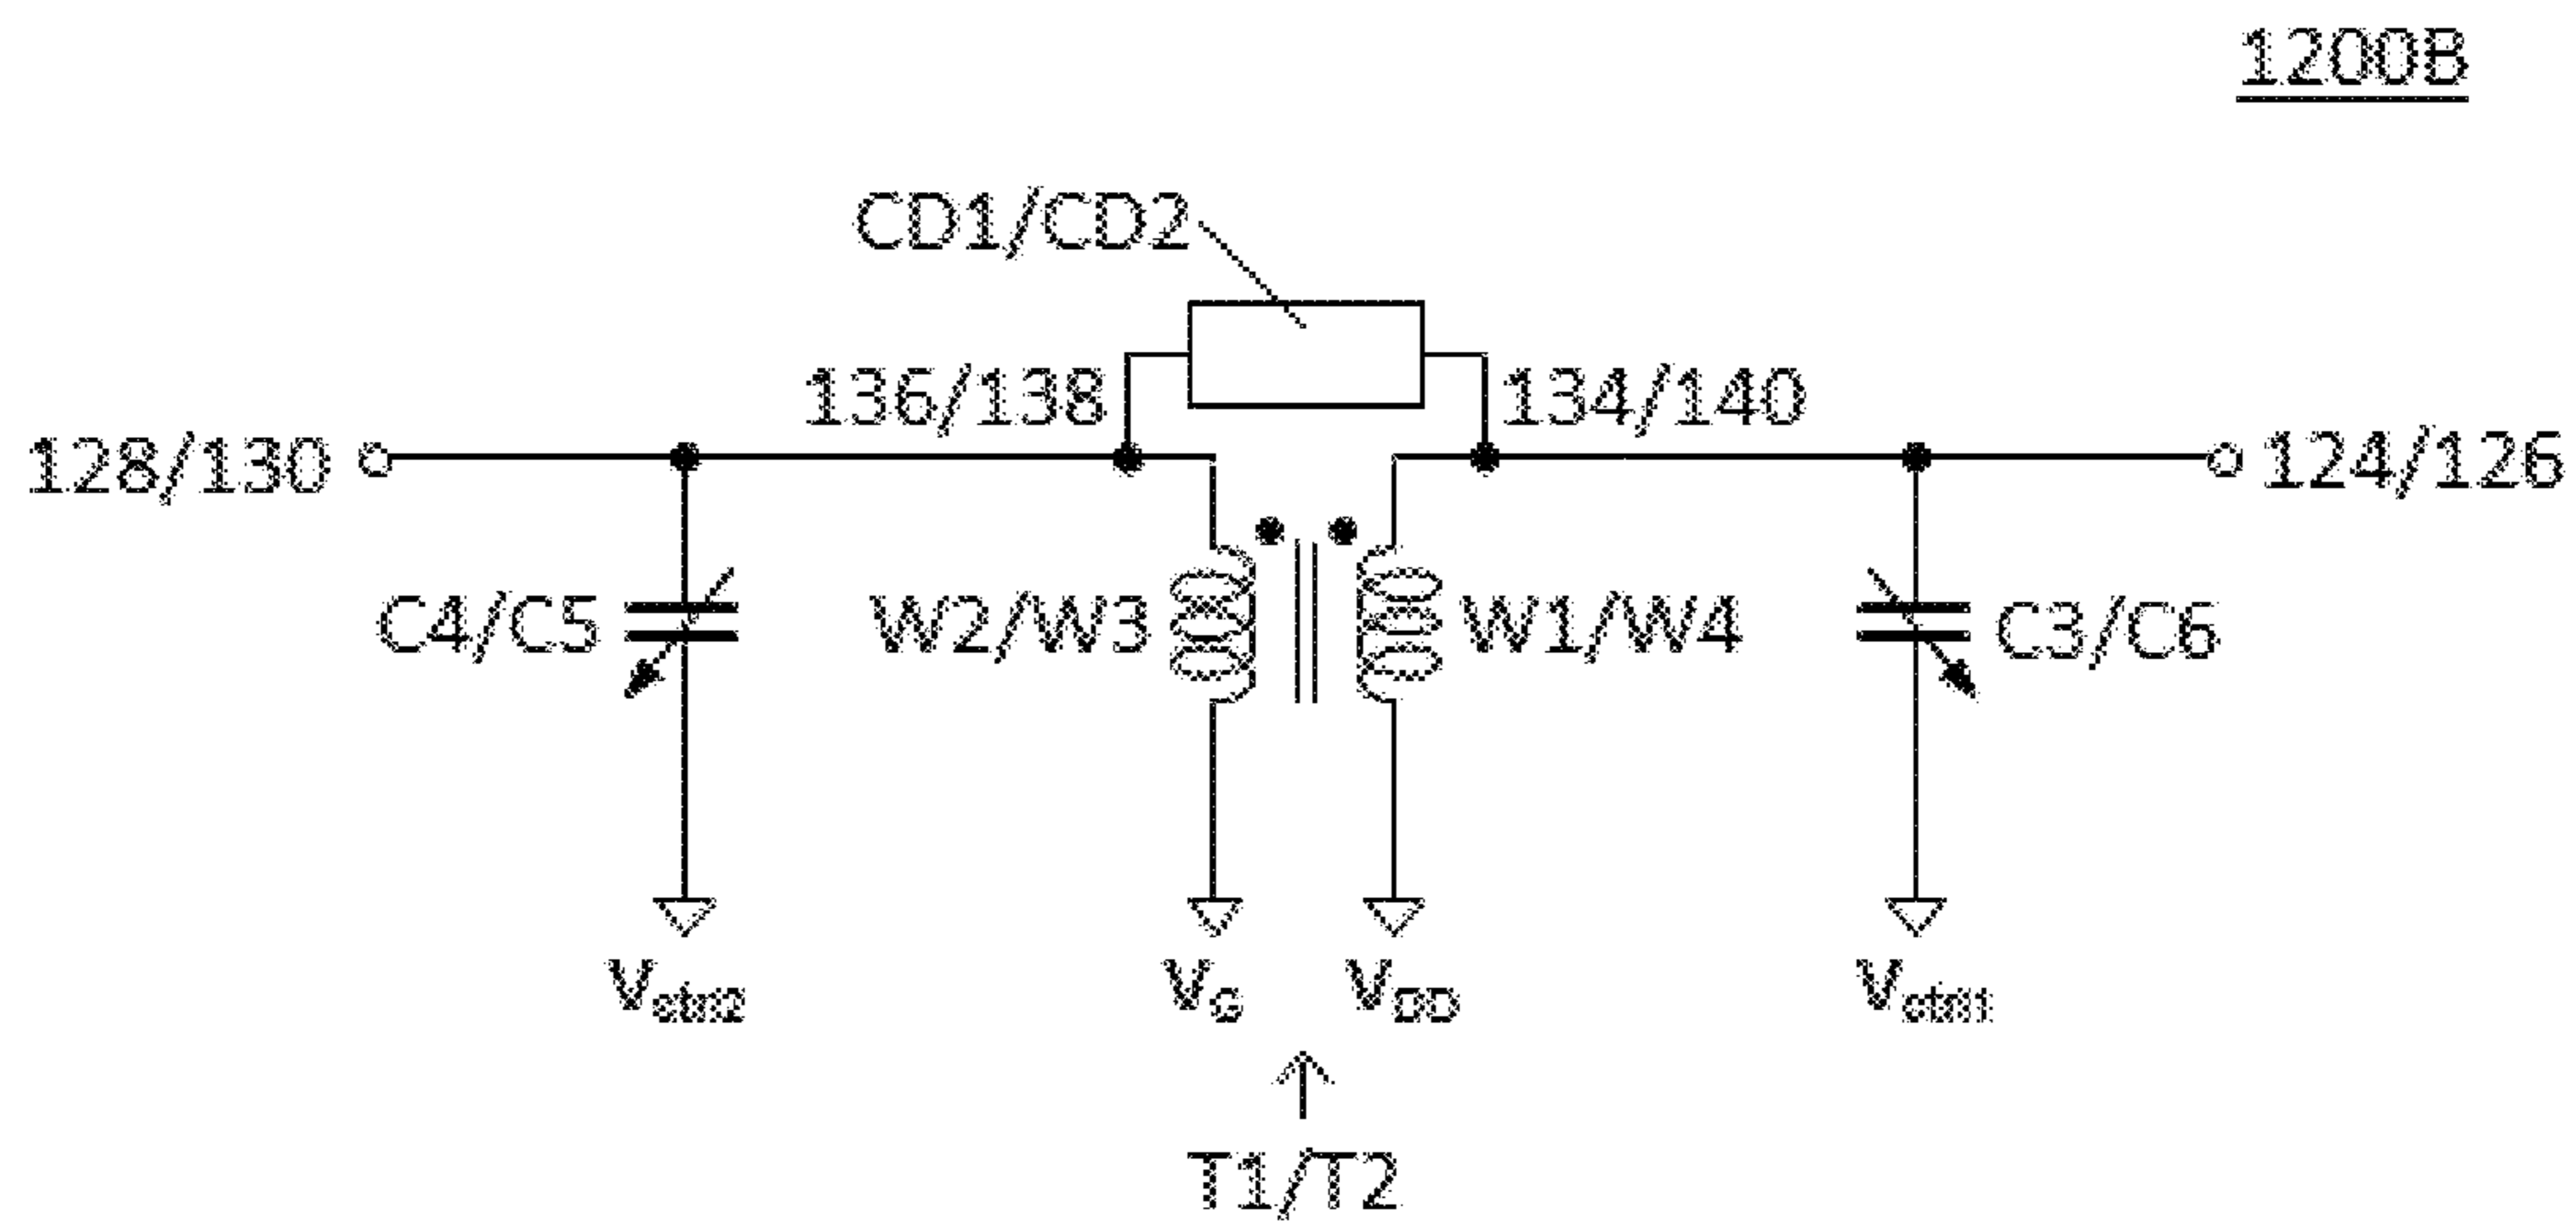 1200B
CD1/CD2
136/138
134/140
128/130
124/126
C4/C5
W2/W3
W1/W4
C3/C6
Vctrl2
VG
VDD
Vctrl1
T1/T2